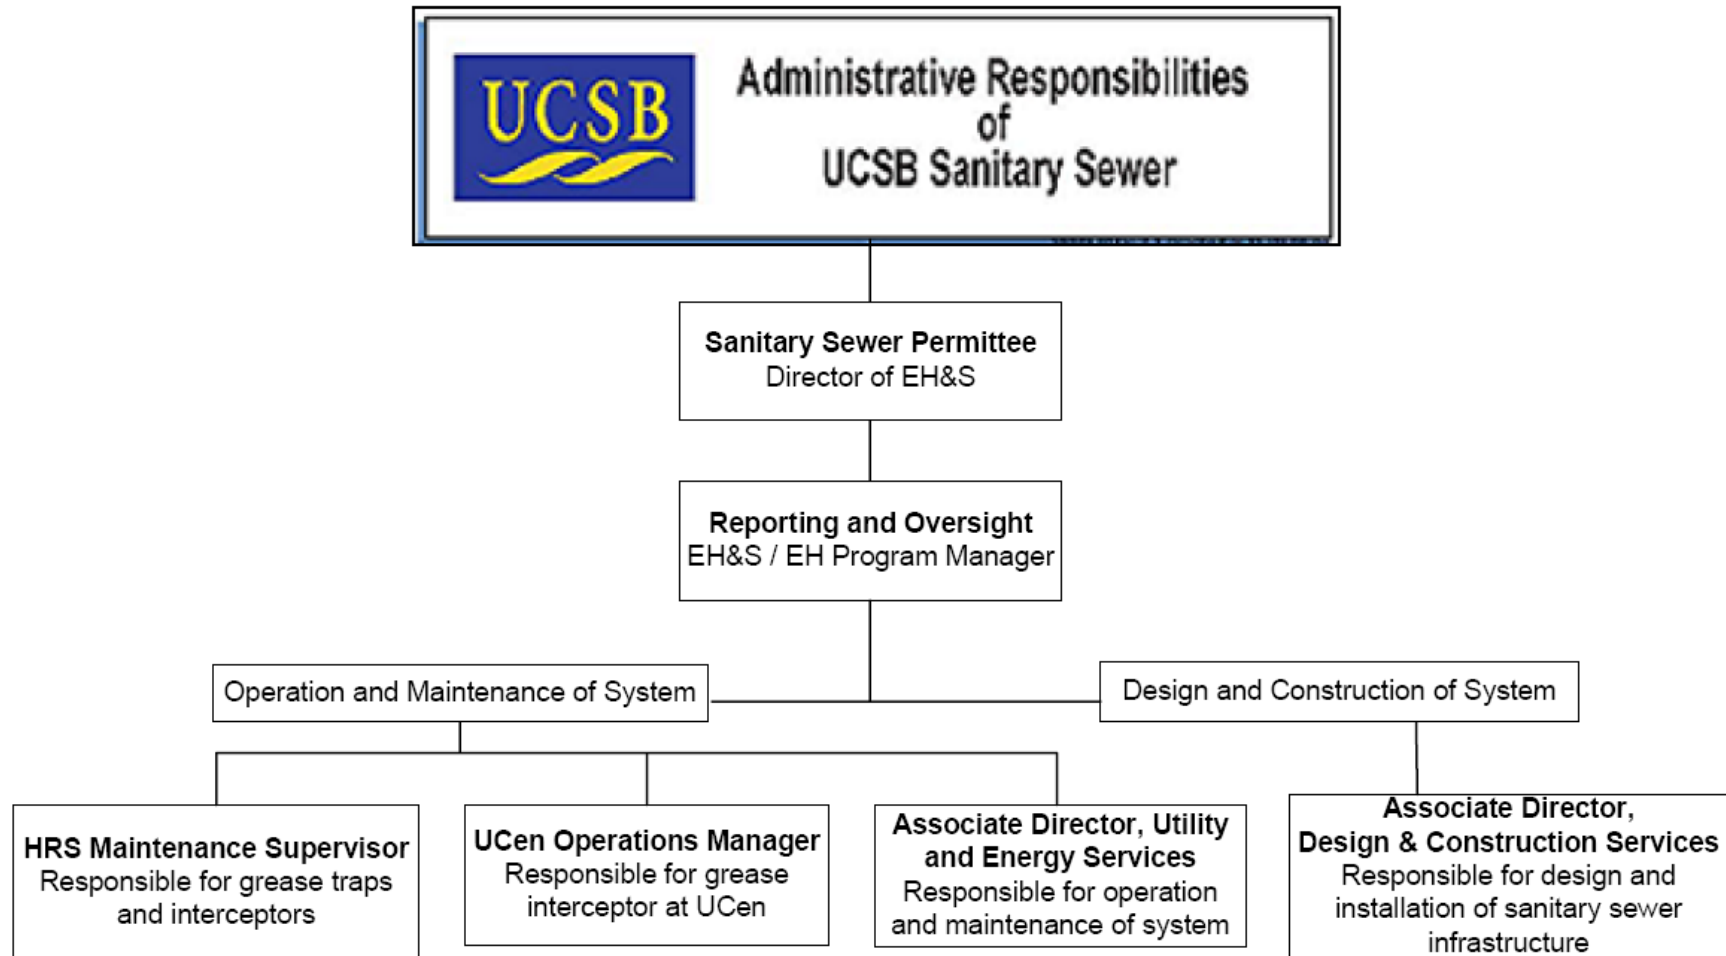 UCSB
Administrative Responsibilities
of
UCSB Sanitary Sewer
Sanitary Sewer Permittee
Director of EH&S
Reporting and Oversight
EH&S / EH Program Manager
Operation and Maintenance of System
Design and Construction of System
HRS Maintenance Supervisor
Responsible for grease traps
and interceptors
UCen Operations Manager
Responsible for grease
interceptor at UCen
Associate Director, Utility
and Energy Services
Responsible for operation
and maintenance of system
Associate Director,
Design & Construction Services
Responsible for design and
installation of sanitary sewer
infrastructure